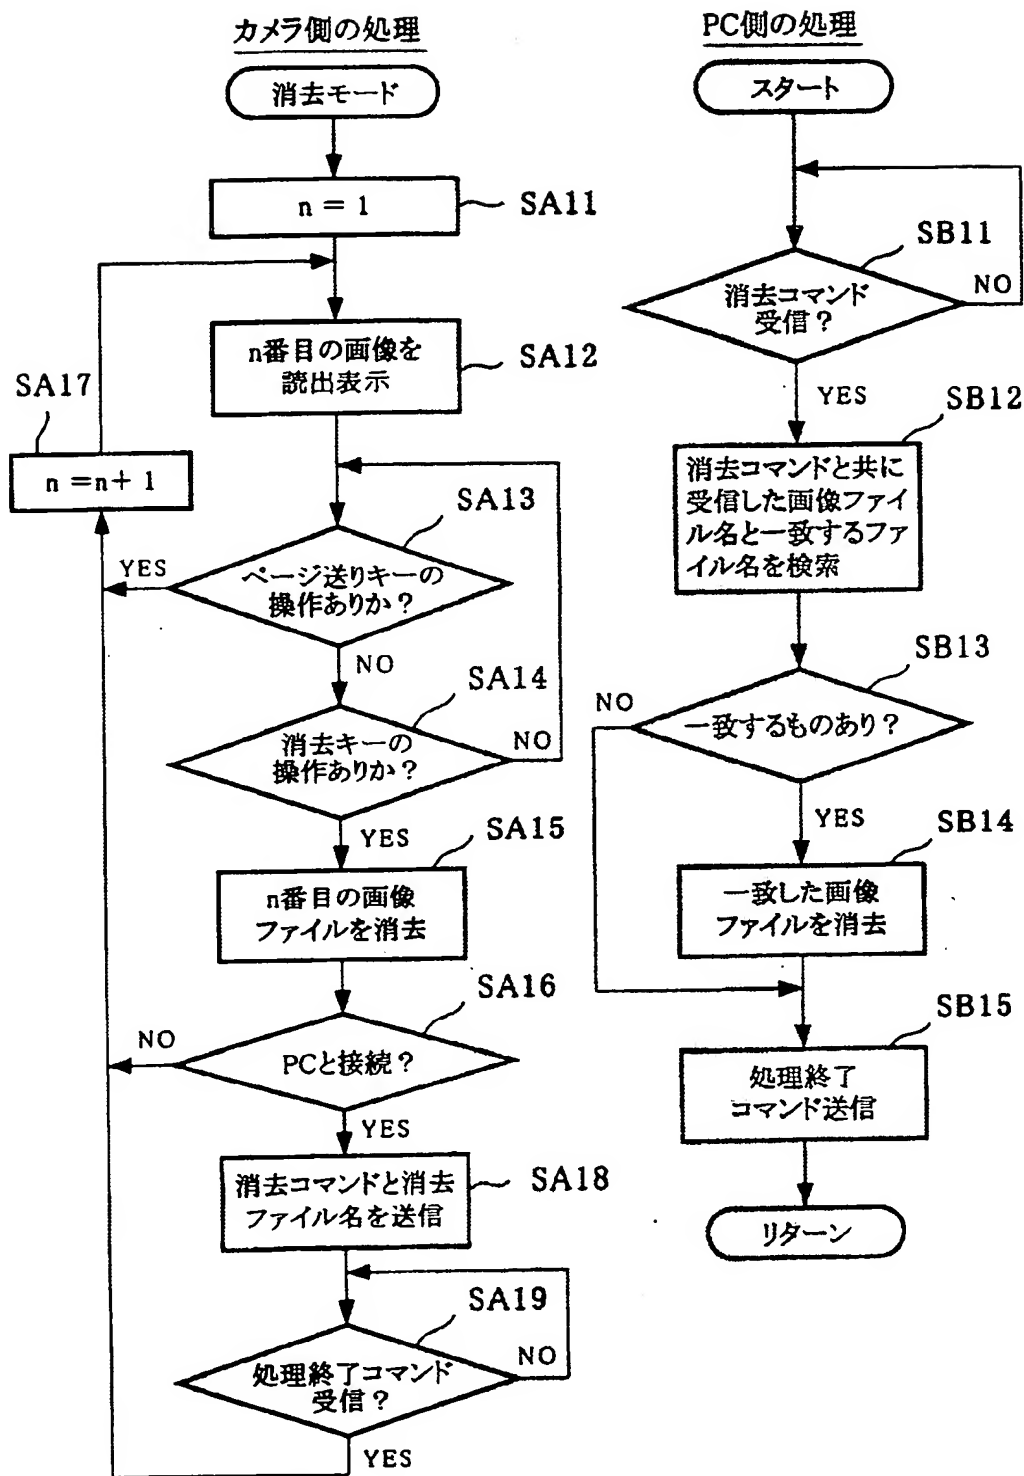 カメラ側の処理
消去モード
n = 1
SA11
n番目の画像を
読出表示
SA12
SA17
n =n+ 1
SA13
YES
ページ送りキーの
操作ありか？
NO
SA14
消去キーの
操作ありか？
NO
YES
SA15
n番目の画像
ファイルを消去
SA16
NO
PCと接続？
YES
消去コマンドと消去
ファイル名を送信
SA18
SA19
処理終了コマンド
受信？
NO
YES
PC側の処理
スタート
SB11
消去コマンド
受信？
NO
YES
SB12
消去コマンドと共に
受信した画像ファイ
ル名と一致するファ
イル名を検索
SB13
NO
一致するものあり？
YES
SB14
一致した画像
ファイルを消去
SB15
処理終了
コマンド送信
リターン